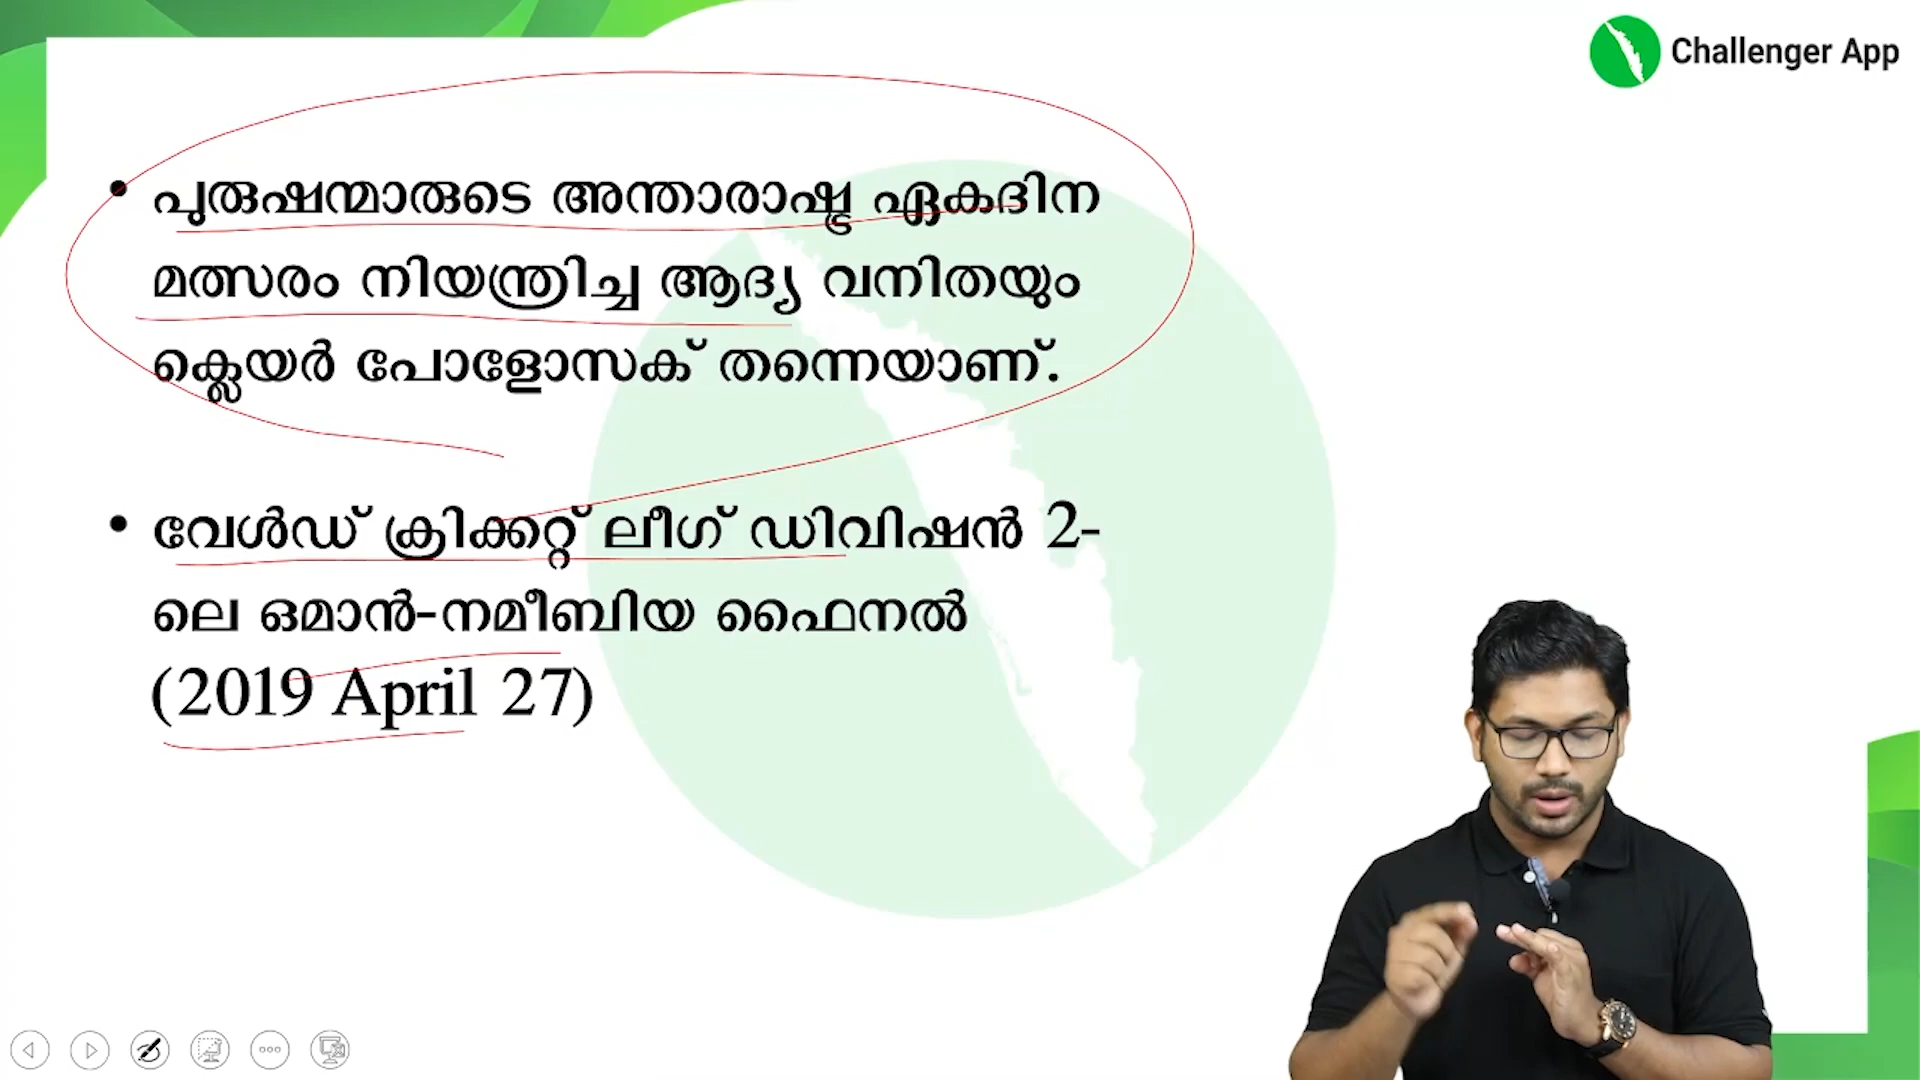 Challenger App
• പുരുഷന്മാരുടെ അന്താരാഷ്ട്ര ഏകദിന
മത്സരം നിയന്ത്രിച്ച ആദ്യ വനിതയും
ക്ലെയർ പോളോസക് തന്നെയാണ്.
• വേൾഡ് ക്രിക്കറ്റ് ലീഗ് ഡിവിഷൻ 2-
ലെ ഒമാൻ-നമീബിയ ഫൈനൽ
(2019 April 27)